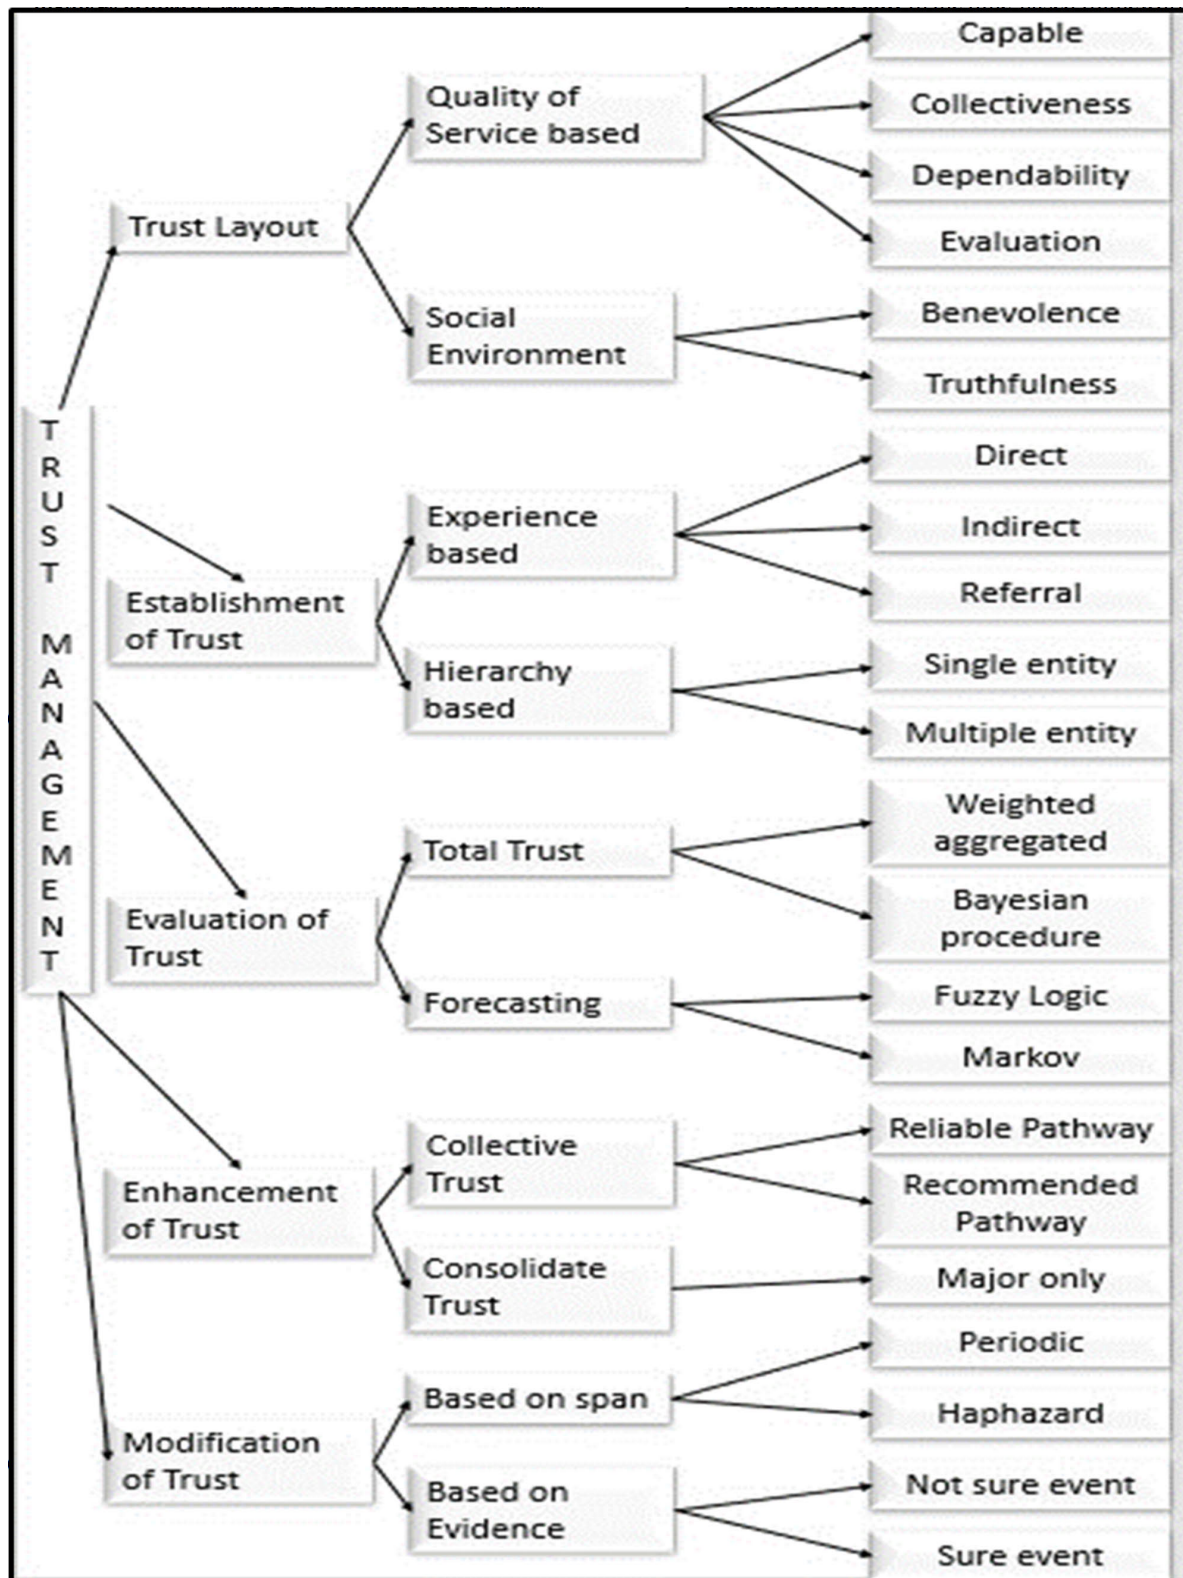 Capable
Quality of
Service based
Collectiveness
Dependability
Trust Layout
Evaluation
Social
Environment
Benevolence
Truthfulness
TRUST MANAGEMENT
Direct
Experience
based
Indirect
Establishment
of Trust
Referral
Hierarchy
based
Single entity
Multiple entity
Weighted
aggregated
Total Trust
Bayesian
procedure
Evaluation of
Trust
Forecasting
Fuzzy Logic
Markov
Collective
Trust
Reliable Pathway
Enhancement
of Trust
Recommended
Pathway
Consolidate
Trust
Major only
Periodic
Based on span
Haphazard
Modification
of Trust
Based on
Evidence
Not sure event
Sure event